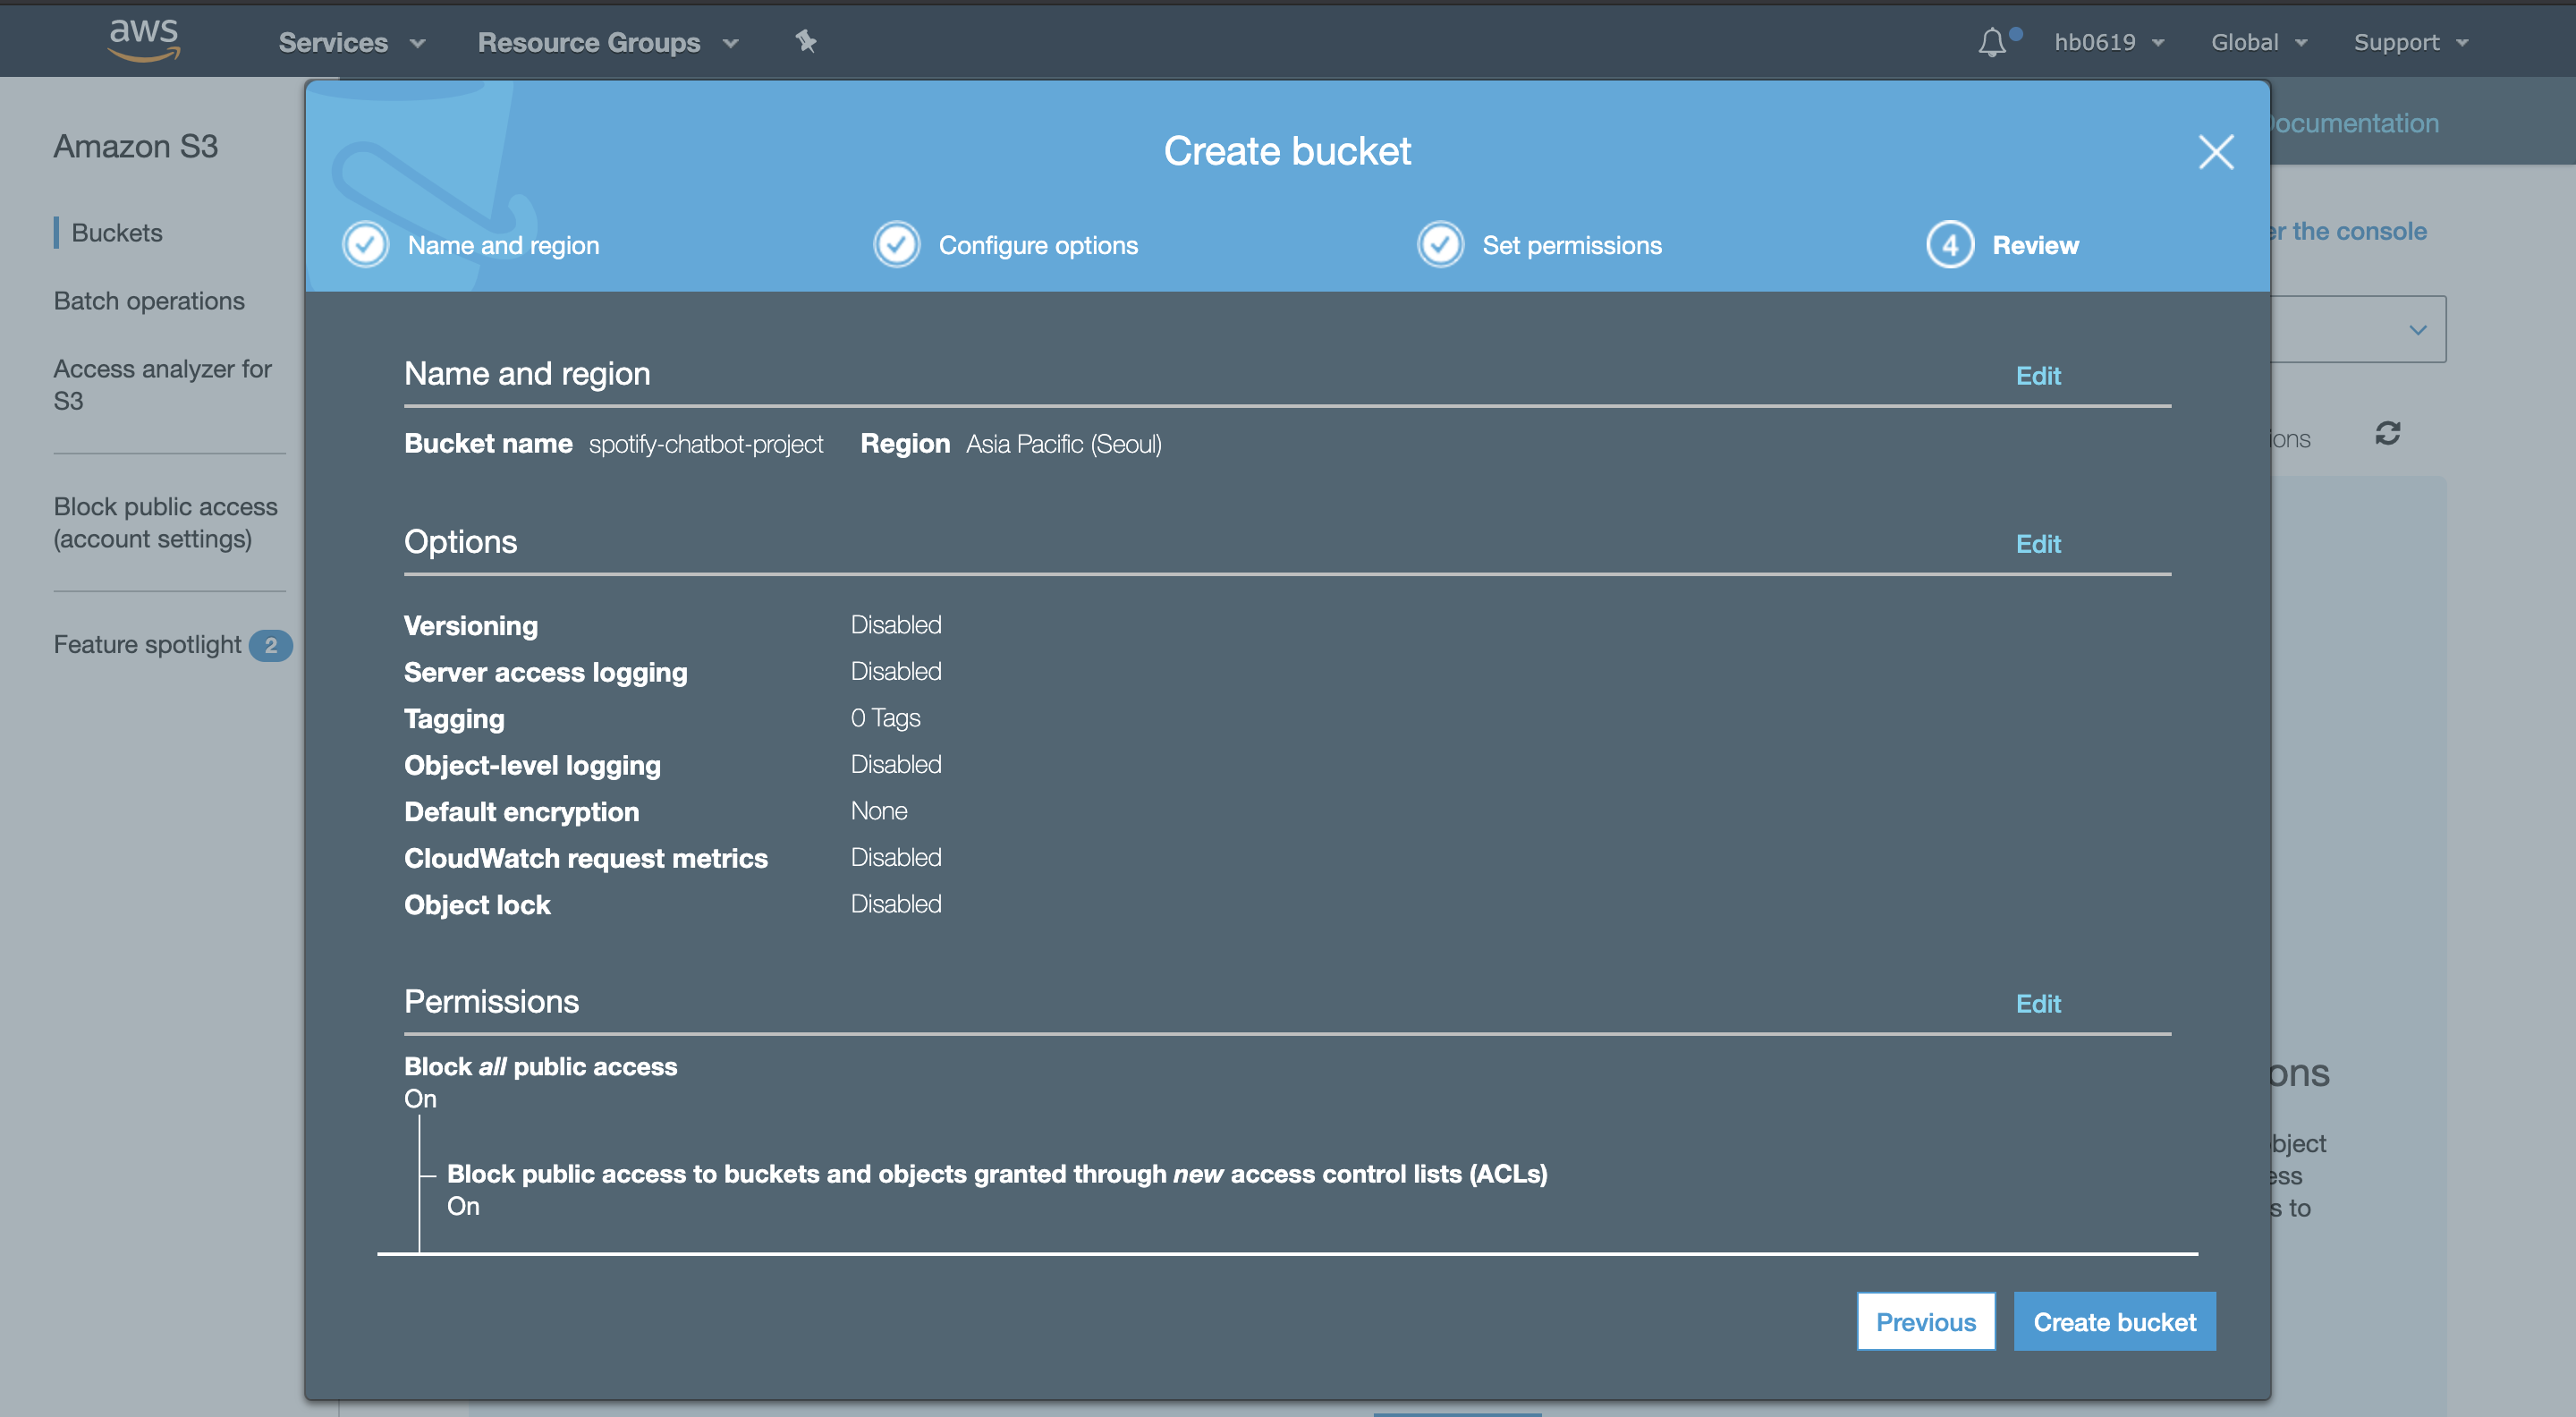 aws
Services
Resource Groups
hb0619
Global
Support
Amazon S3
Buckets
Batch operations
Access analyzer for
S3
Block public access
(account settings)
Feature spotlight 2
Create bucket
Name and region
Configure options
Set permissions
4 Review
Name and region
Edit
Bucket name spotify-chatbot-project Region Asia Pacific (Seoul)
Options
Edit
Versioning Disabled
Server access logging Disabled
Tagging 0 Tags
Object-level logging Disabled
Default encryption None
CloudWatch request metrics Disabled
Object lock Disabled
Permissions
Edit
Block all public access
On
Block public access to buckets and objects granted through new access control lists (ACLs)
On
Previous
Create bucket
the console
s to